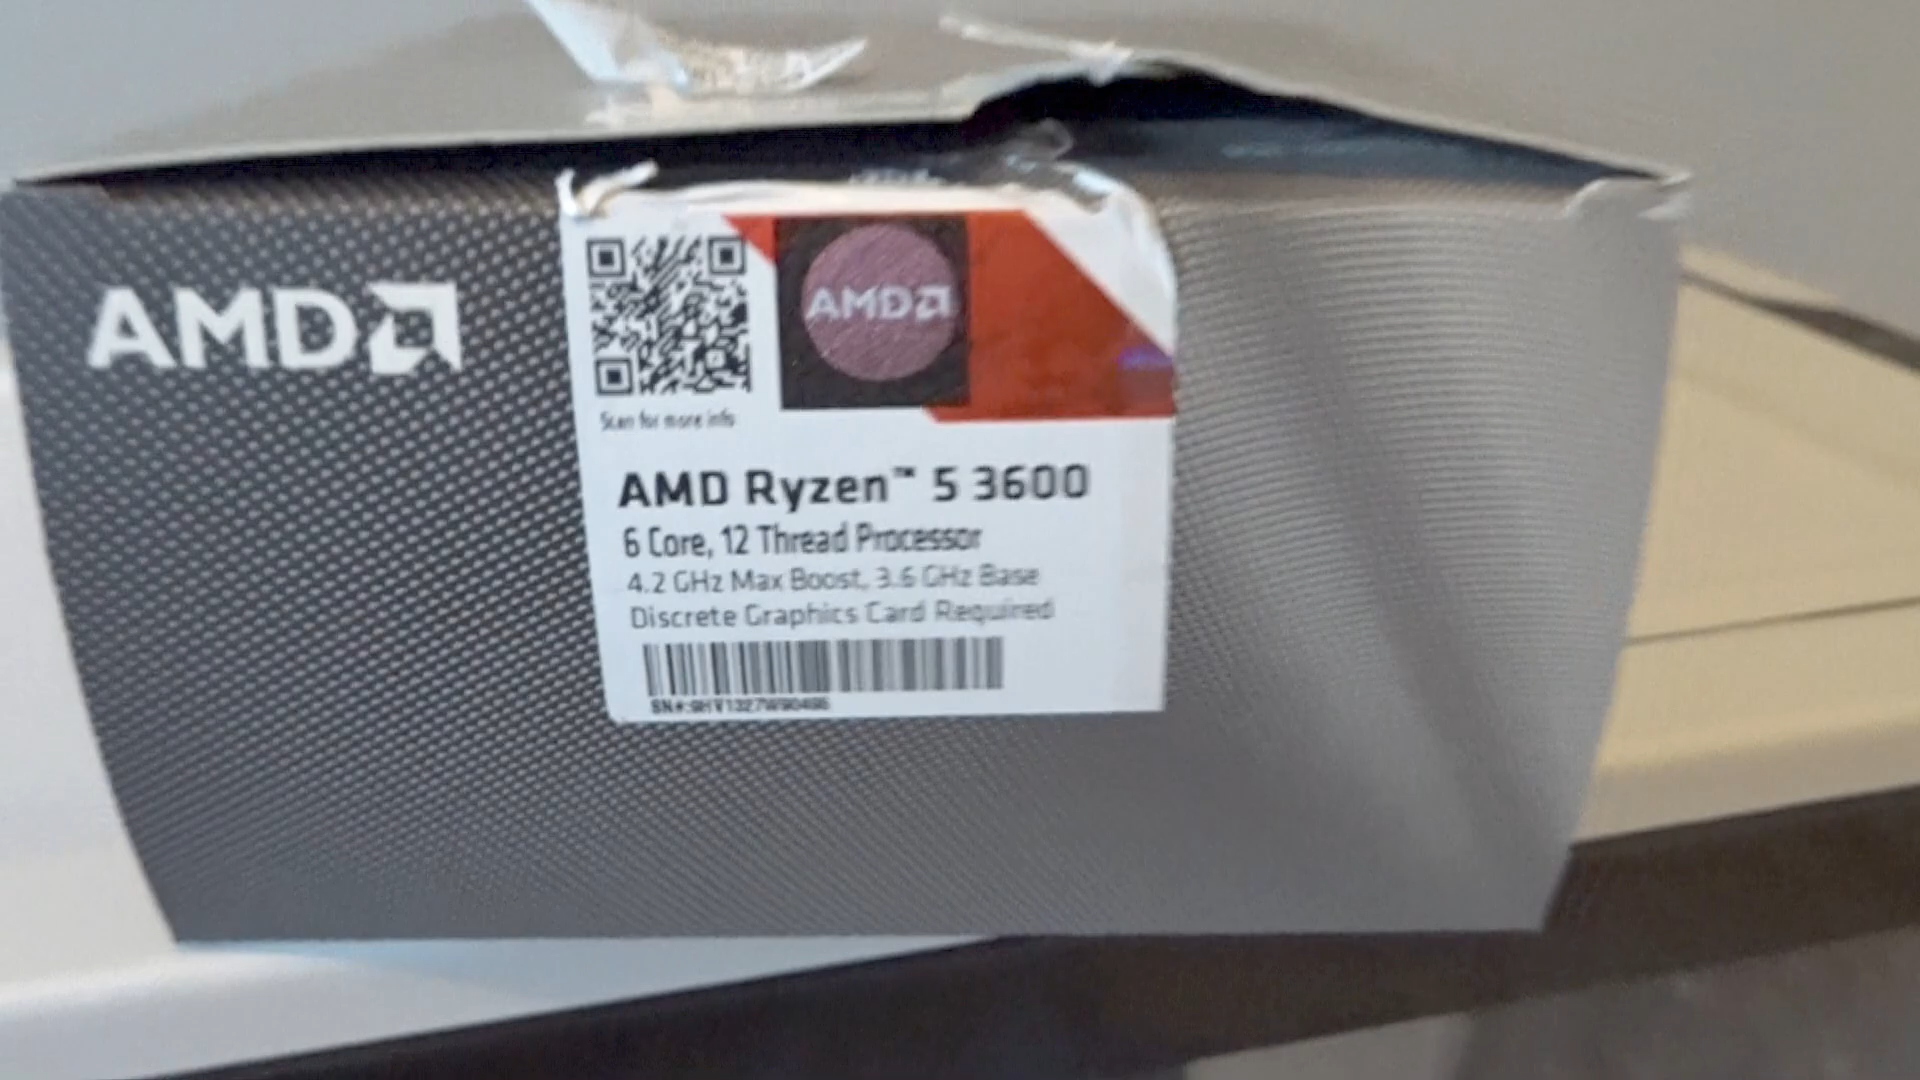 AMD
AMD
Scan for more info
AMD Ryzen™ 5 3600
6 Core, 12 Thread Processor
4.2 GHz Max Boost, 3.6 GHz Base
Discrete Graphics Card Required